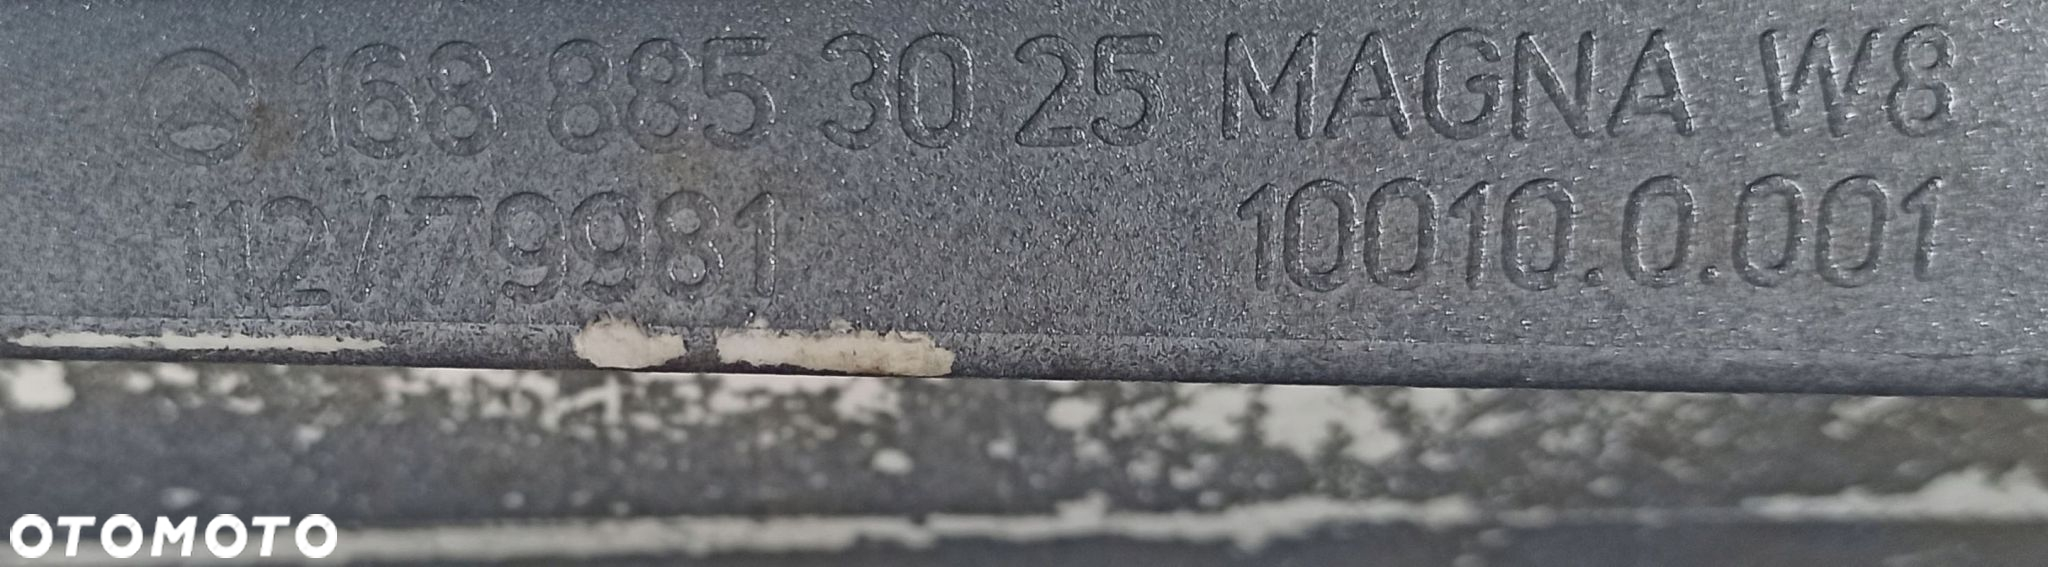 168 885 30 25 MAGNA W8
112/79981 10010.0.001
OTOMOTO